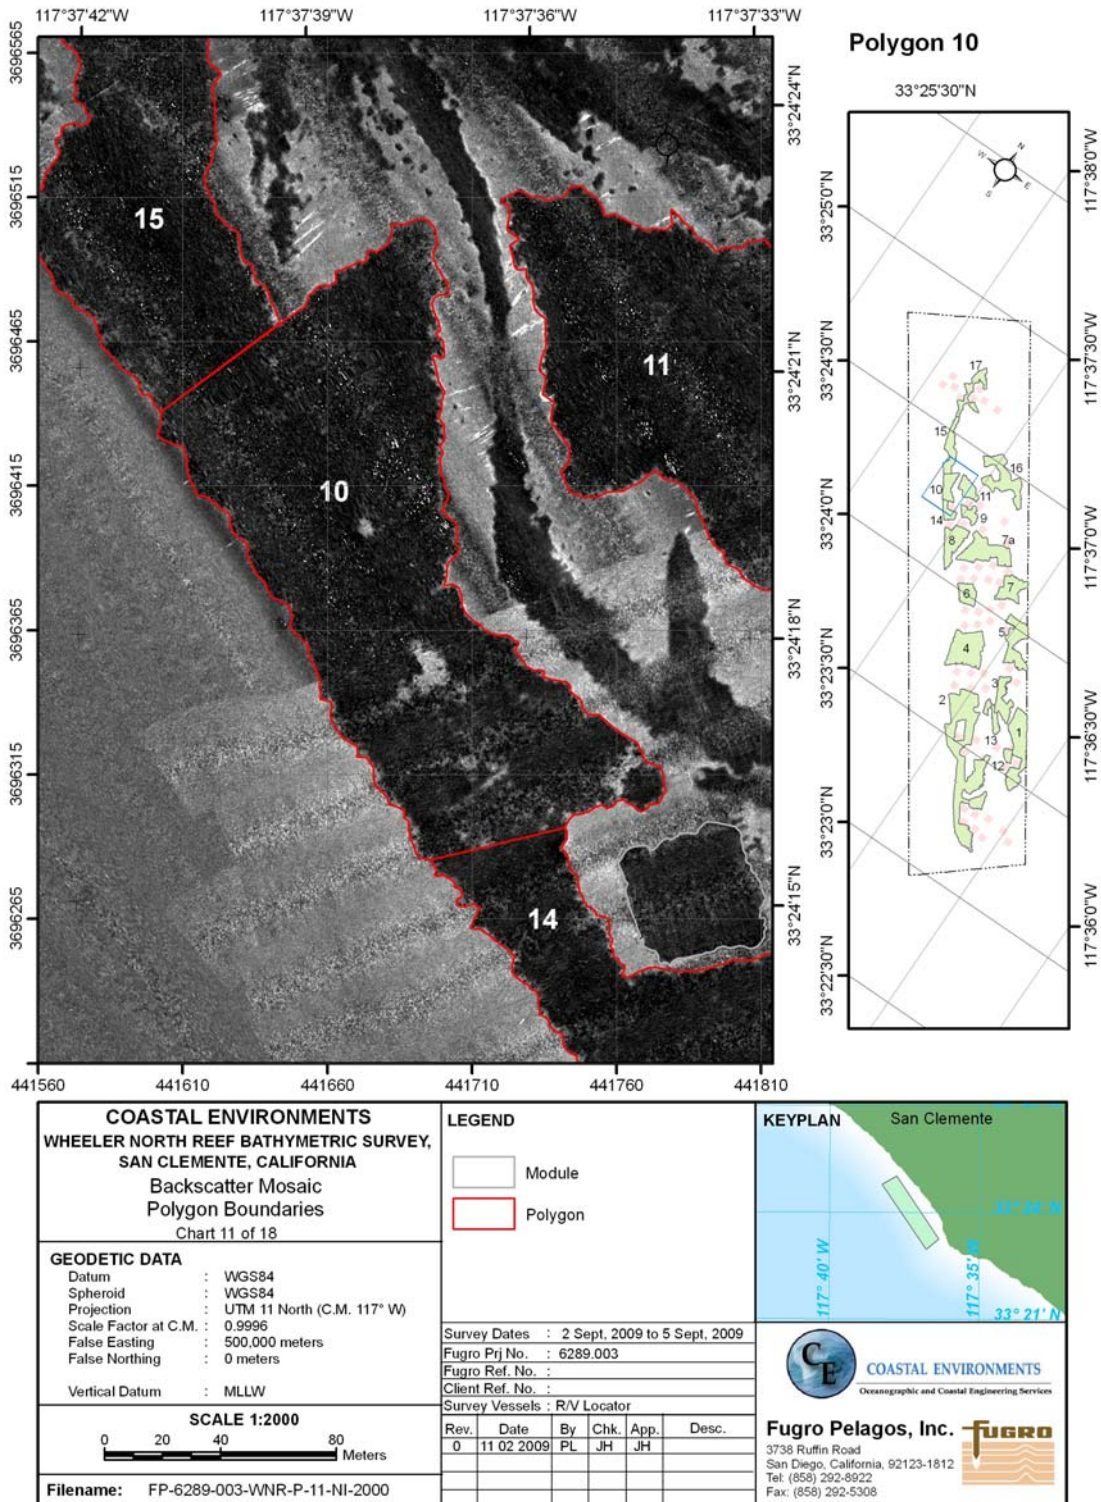 117°37'42"W 117°37'39"W 117°37'36"W 117°37'33"W
3696565
3696515
3696465
3696415
3696365
3696315
3696265
33°24'24"N
33°24'21"N
33°24'18"N
33°24'15"N
15
11
10
14
441560 441610 441660 441710 441760 441810
Polygon 10
33°25'30"N
N
W
E
S
33°25'0"N
33°24'30"N
33°24'0"N
33°23'30"N
33°23'0"N
33°22'30"N
117°38'0"W
117°37'30"W
117°37'0"W
117°36'30"W
117°36'0"W
17
15
16
10
11
14
9
8
7a
6
7
5
4
3
2
1
13
12
COASTAL ENVIRONMENTS
WHEELER NORTH REEF BATHYMETRIC SURVEY,
SAN CLEMENTE, CALIFORNIA
Backscatter Mosaic
Polygon Boundaries
Chart 11 of 18
GEODETIC DATA
Datum : WGS84
Spheroid : WGS84
Projection : UTM 11 North (C.M. 117° W)
Scale Factor at C.M. : 0.9996
False Easting : 500,000 meters
False Northing : 0 meters
Vertical Datum : MLLW
SCALE 1:2000
0 20 40 80
Meters
Filename: FP-6289-003-WNR-P-11-NI-2000
LEGEND
Module
Polygon
Survey Dates : 2 Sept, 2009 to 5 Sept, 2009
Fugro Prj No. : 6289.003
Fugro Ref. No. :
Client Ref. No. :
Survey Vessels : R/V Locator
Rev. Date By Chk. App. Desc.
0 11 02 2009 PL JH JH
KEYPLAN
San Clemente
33° 24' N
117° 40' W
117° 35' W
33° 21' N
CE
COASTAL ENVIRONMENTS
Oceanographic and Coastal Engineering Services
Fugro Pelagos, Inc.
3738 Ruffin Road
San Diego, California, 92123-1812
Tel: (858) 292-8922
Fax: (858) 292-5308
FUGRO